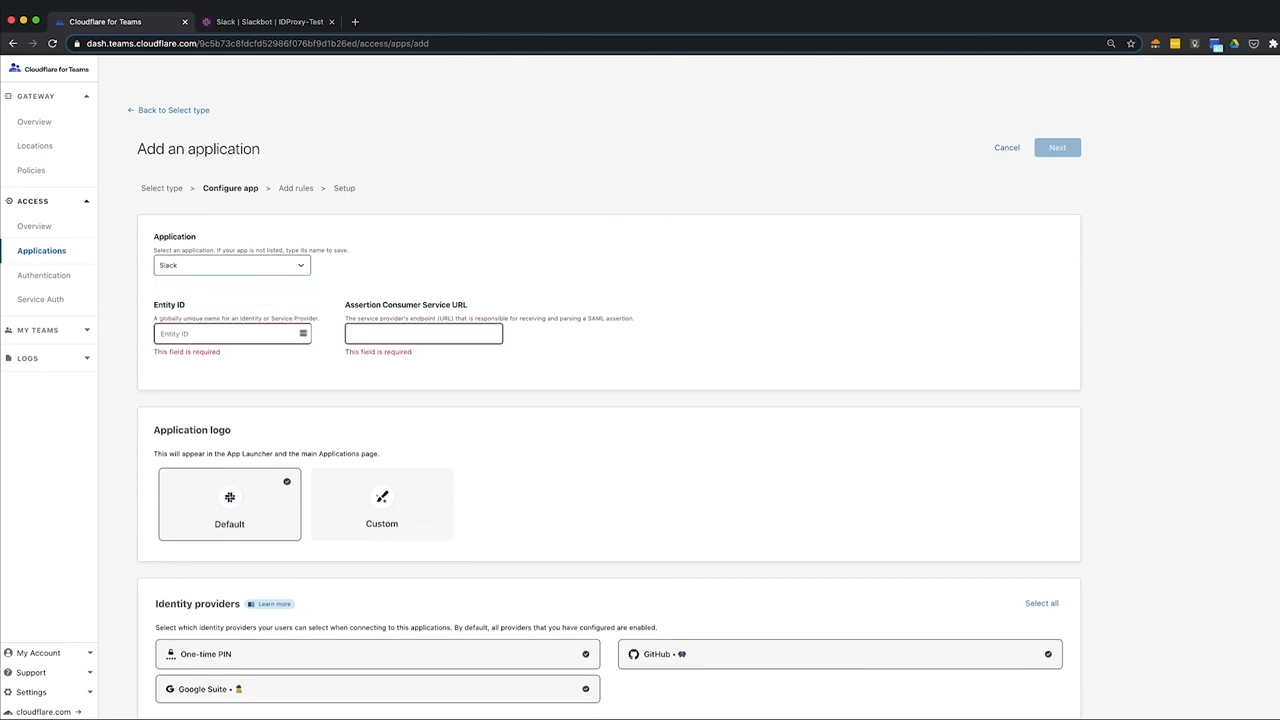 Cloudflare for Teams
Slack | Slackbot | IDProxy-Test
dash.teams.cloudflare.com/9c5b73c8fdcfd52986f076bf9d1b26ed/access/apps/add
Cloudflare for Teams
GATEWAY
Overview
Locations
Policies
ACCESS
Overview
Applications
Authentication
Service Auth
MY TEAMS
LOGS
My Account
Support
Settings
cloudflare.com →
← Back to Select type
Add an application
Cancel
Next
Select type > Configure app > Add rules > Setup
Application
Select an application. If your app is not listed, type its name to save.
Slack
Entity ID
A globally unique name for an Identity or Service Provider.
Entity ID
This field is required
Assertion Consumer Service URL
The service provider's endpoint (URL) that is responsible for receiving and parsing a SAML assertion.
This field is required
Application logo
This will appear in the App Launcher and the main Applications page.
Default
Custom
Identity providers
Learn more
Select all
Select which identity providers your users can select when connecting to this applications. By default, all providers that you have configured are enabled.
One-time PIN
GitHub •
Google Suite •